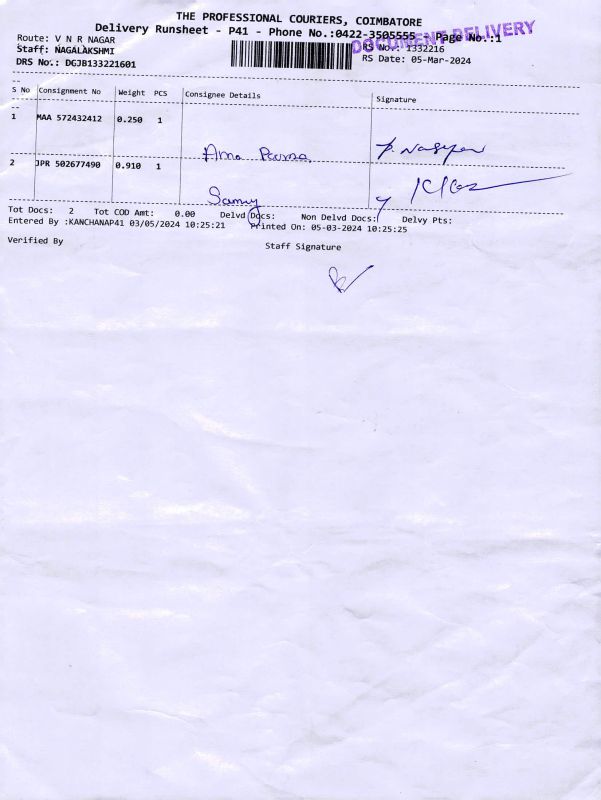 THE PROFESSIONAL COURIERS, COIMBATORE
Delivery Runsheet - P41 - Phone No.:0422-3505555 Page No.:1
DOCUMENT DELIVERY
Route: V N R NAGAR
RS No.: 1332216
Staff: NAGALAKSHMI
RS Date: 05-Mar-2024
DRS No.: DGJB133221601
S No Consignment No Weight PCS Consignee Details Signature
1 MAA 572432412 0.250 1
P. Nagayan
2 JPR 502677490 0.910 1
Samy
Tot Docs: 2 Tot COD Amt: 0.00 Delvd Docs: Non Delvd Docs: Delvy Pts:
Entered By :KANCHANAP41 03/05/2024 10:25:21 Printed On: 05-03-2024 10:25:25
Verified By
Staff Signature